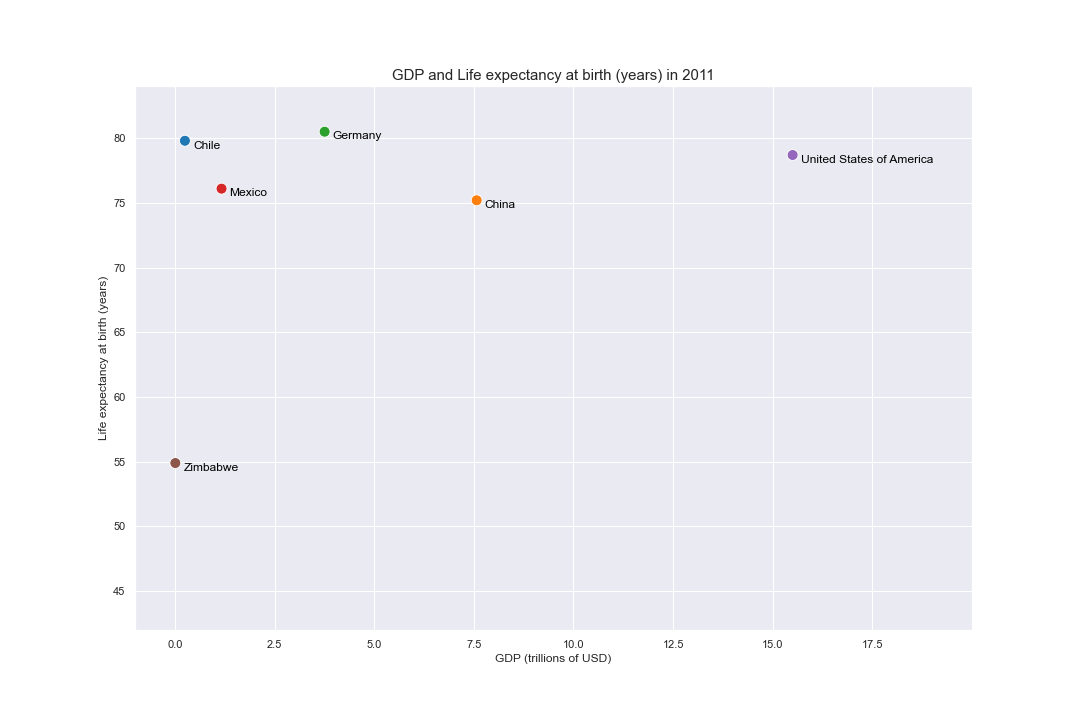 GDP and Life expectancy at birth (years) in 2011
80
75
70
65
60
55
50
45
Life expectancy at birth (years)
Chile
Germany
United States of America
Mexico
China
Zimbabwe
0.0 2.5 5.0 7.5 10.0 12.5 15.0 17.5
GDP (trillions of USD)